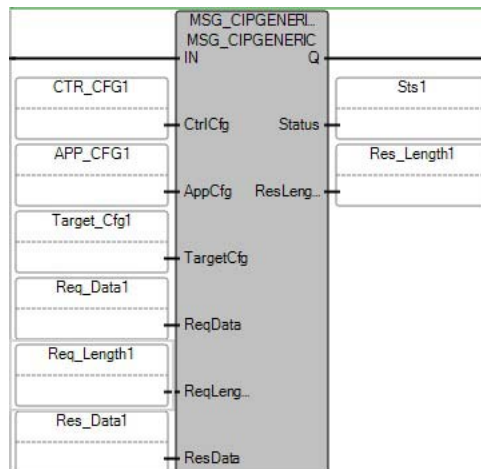 MSG_CIPGENERI...
MSG_CIPGENERIC
IN Q
CTR_CFG1 Sts1
CtrlCfg Status
APP_CFG1 Res_Length1
AppCfg ResLeng...
Target_Cfg1
TargetCfg
Req_Data1
ReqData
Req_Length1
ReqLeng...
Res_Data1
ResData